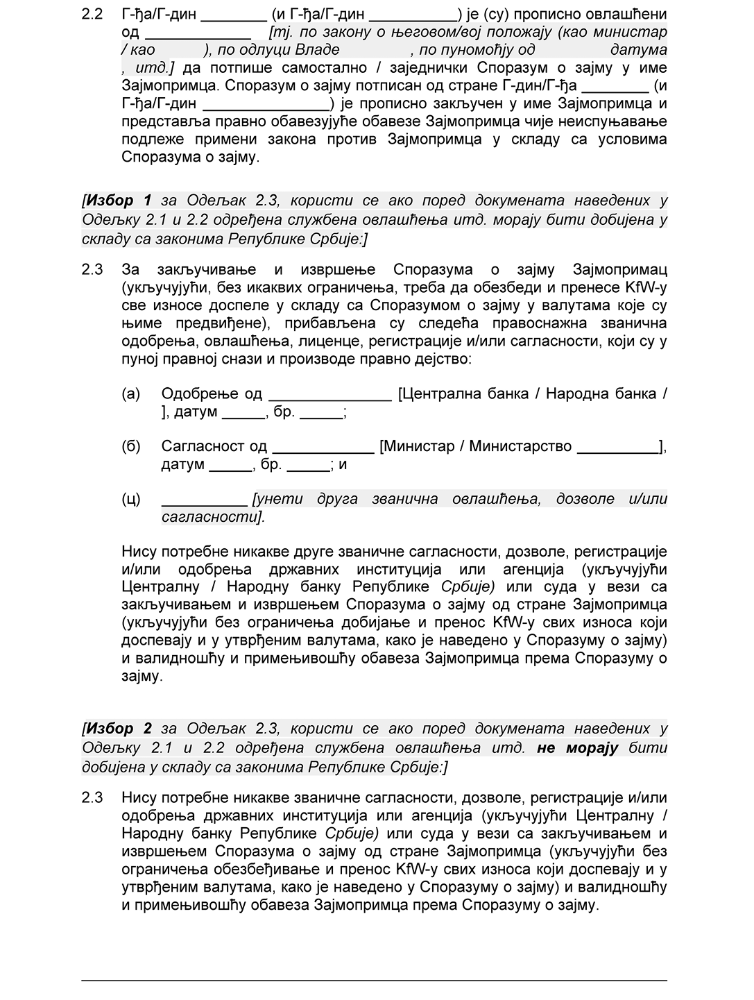 2.2 Г-ђа/Г-дин ________ (и Г-ђа/Г-дин ___________) је (су) прописно овлашћени
од _____________ [тј. по закону о његовом/вој положају (као министар
/ као ), по одлуци Владе , по пуномоћју од датума
, итд.] да потпише самостално / заједнички Споразум о зајму у име
Зајмопримца. Споразум о зајму потписан од стране Г-дин/Г-ђа ________ (и
Г-ђа/Г-дин _______________) је прописно закључен у име Зајмопримца и
представља правно обавезујуће обавезе Зајмопримца чије неиспуњавање
подлеже примени закона против Зајмопримца у складу са условима
Споразума о зајму.
[Избор 1 за Одељак 2.3, користи се ако поред докумената наведених у
Одељку 2.1 и 2.2 одређена службена овлашћења итд. морају бити добијена у
складу са законима Републике Србије:]
2.3 За закључивање и извршење Споразума о зајму Зајмопримац
(укључујући, без икаквих ограничења, треба да обезбеди и пренесе KfW-у
све износе доспеле у складу са Споразумом о зајму у валутама које су
њиме предвиђене), прибављена су следећа правоснажна званична
одобрења, овлашћења, лиценце, регистрације и/или сагласности, који су у
пуној правној снази и производе правно дејство:
(а) Одобрење од _______________ [Централна банка / Народна банка /
], датум _____, бр. _____;
(б) Сагласност од ____________ [Министар / Министарство __________],
датум _____, бр. _____; и
(ц) __________ [унети друга званична овлашћења, дозволе и/или
сагласности].
Нису потребне никакве друге званичне сагласности, дозволе, регистрације
и/или одобрења државних институција или агенција (укључујући
Централну / Народну банку Републике Србије) или суда у вези са
закључивањем и извршењем Споразума о зајму од стране Зајмопримца
(укључујући без ограничења добијање и пренос KfW-у свих износа који
доспевају и у утврђеним валутама, како је наведено у Споразуму о зајму)
и валидношћу и примењивошћу обавеза Зајмопримца према Споразуму о
зајму.
[Избор 2 за Одељак 2.3, користи се ако поред докумената наведених у
Одељку 2.1 и 2.2 одређена службена овлашћења итд. не морају бити
добијена у складу са законима Републике Србије:]
2.3 Нису потребне никакве званичне сагласности, дозволе, регистрације и/или
одобрења државних институција или агенција (укључујући Централну /
Народну банку Републике Србије) или суда у вези са закључивањем и
извршењем Споразума о зајму од стране Зајмопримца (укључујући без
ограничења обезбеђивање и пренос KfW-у свих износа који доспевају и у
утврђеним валутама, како је наведено у Споразуму о зајму) и валидношћу
и примењивошћу обавеза Зајмопримца према Споразуму о зајму.